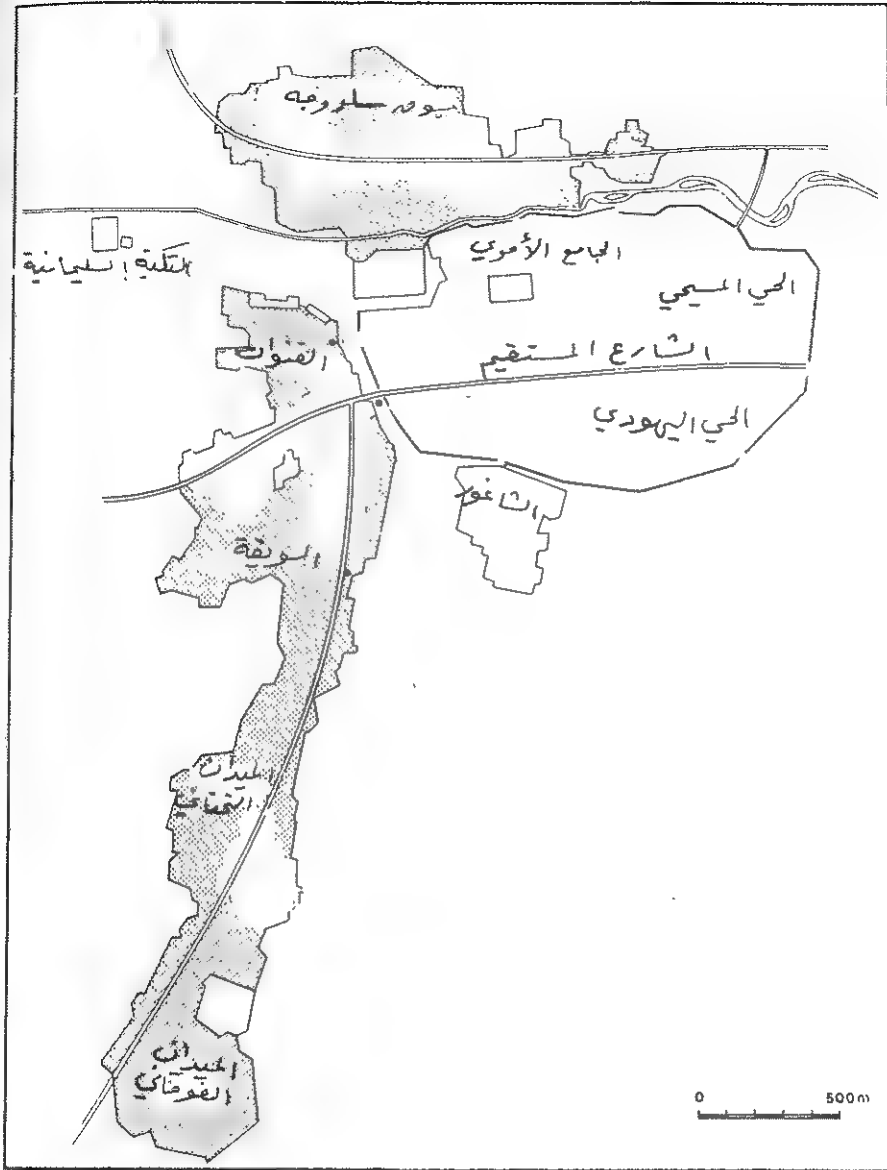 سوق ساروجه
الجامع الأموي
التكية السليمانية
الحي المسيحي
القنوات
الشارع المستقيم
الحي اليهودي
الشاغور
السويقة
الميدان
التحتاني
الميدان
الفوقاني
0 500m